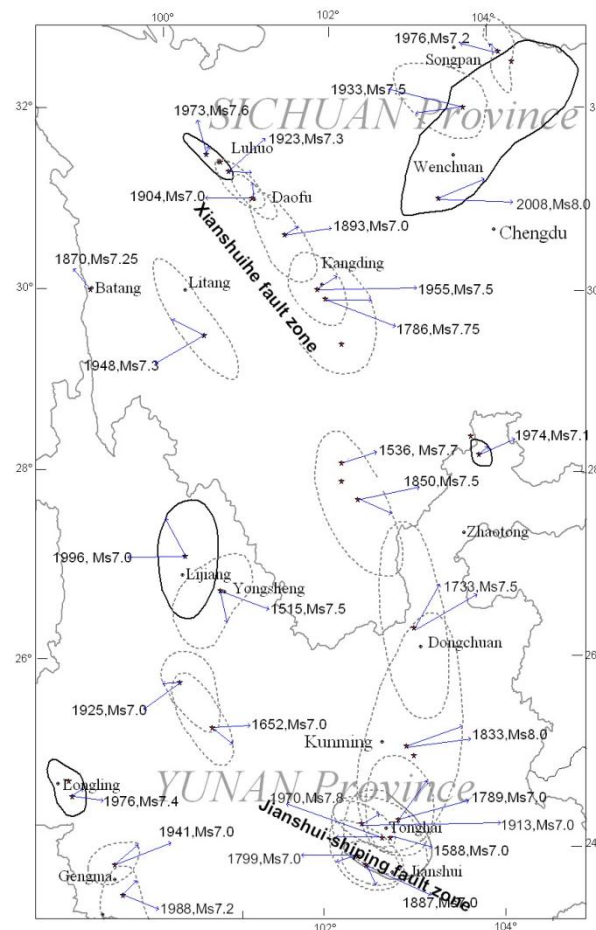 100° 102° 104°
1976,Ms7.2
Songpan
1933,Ms7.5
32° 32°
1973,Ms7.6
SICHUAN Province
1923,Ms7.3
Luhuo
Wenchuan
1904,Ms7.0
Daofu
2008,Ms8.0
1893,Ms7.0
Chengdu
Xianshuihe fault zone
1870,Ms7.25
Kangding
Litang
30° 30
Batang
1955,Ms7.5
1786,Ms7.75
1948,Ms7.3
1974,Ms7.1
1536, Ms7.7
28° 28
1850,Ms7.5
Zhaotong
1996, Ms7.0
Lijiang
1733,Ms7.5
Yongsheng
1515,Ms7.5
Dongchuan
26° 26
1925,Ms7.0
1652,Ms7.0
Kunming
1833,Ms8.0
Longling
YUNAN Province
1976,Ms7.4
1970,Ms7.8
1789,Ms7.0
Jianshui-shiping fault zone
Tonghai
1913,Ms7.0
1941,Ms7.0
1588,Ms7.0
24
1799,Ms7.0
Gengma
Jianshui
1988,Ms7.2
1887,Ms7.0
102° 104°